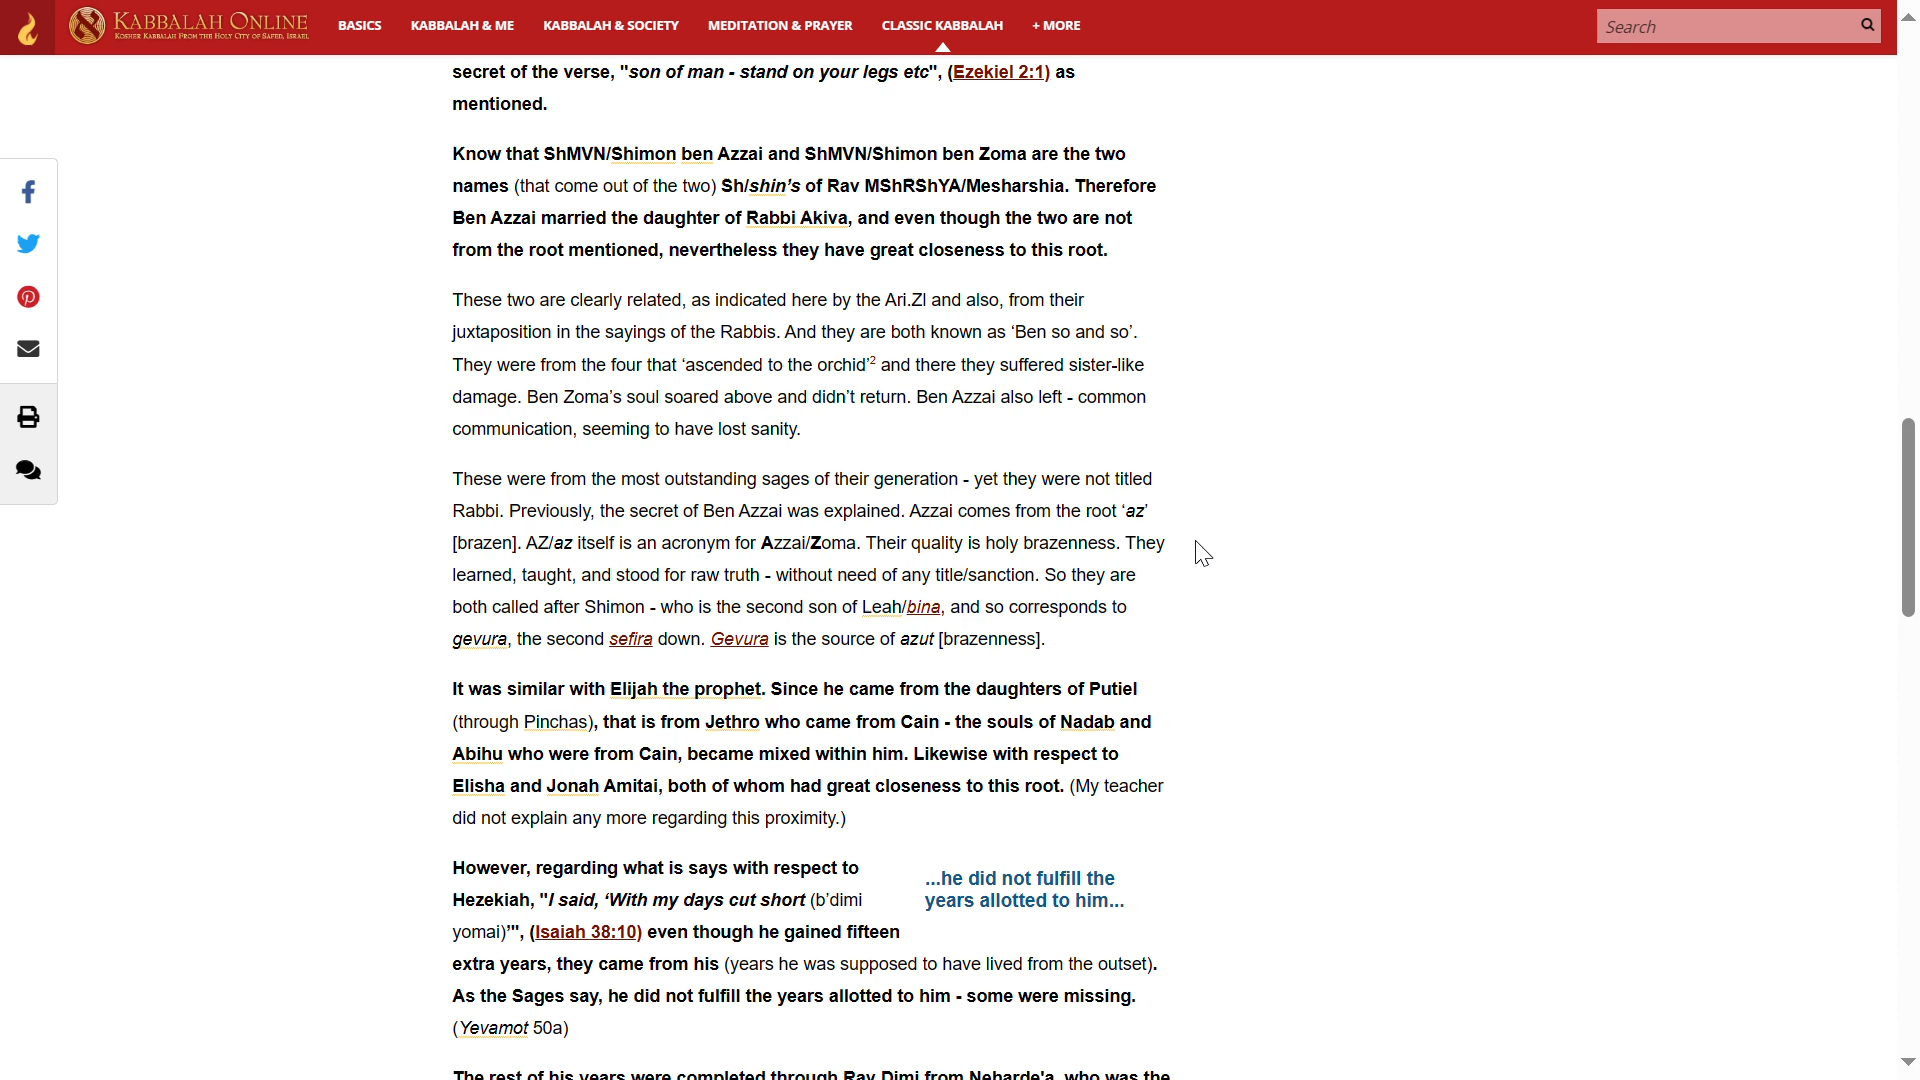 KABBALAH ONLINE
KOSHER KABBALAH FROM THE HOLY CITY OF SAFED, ISRAEL
BASICS
KABBALAH & ME
KABBALAH & SOCIETY
MEDITATION & PRAYER
CLASSIC KABBALAH
+ MORE
Search
secret of the verse, "son of man - stand on your legs etc", (Ezekiel 2:1) as
mentioned.
Know that ShMVN/Shimon ben Azzai and ShMVN/Shimon ben Zoma are the two
names (that come out of the two) Sh/shin’s of Rav MShRShYA/Mesharshia. Therefore
Ben Azzai married the daughter of Rabbi Akiva, and even though the two are not
from the root mentioned, nevertheless they have great closeness to this root.
These two are clearly related, as indicated here by the Ari.Zl and also, from their
juxtaposition in the sayings of the Rabbis. And they are both known as ‘Ben so and so’.
They were from the four that ‘ascended to the orchid’2 and there they suffered sister-like
damage. Ben Zoma’s soul soared above and didn’t return. Ben Azzai also left - common
communication, seeming to have lost sanity.
These were from the most outstanding sages of their generation - yet they were not titled
Rabbi. Previously, the secret of Ben Azzai was explained. Azzai comes from the root ‘az’
[brazen]. AZ/az itself is an acronym for Azzai/Zoma. Their quality is holy brazenness. They
learned, taught, and stood for raw truth - without need of any title/sanction. So they are
both called after Shimon - who is the second son of Leah/bina, and so corresponds to
gevura, the second sefira down. Gevura is the source of azut [brazenness].
It was similar with Elijah the prophet. Since he came from the daughters of Putiel
(through Pinchas), that is from Jethro who came from Cain - the souls of Nadab and
Abihu who were from Cain, became mixed within him. Likewise with respect to
Elisha and Jonah Amitai, both of whom had great closeness to this root. (My teacher
did not explain any more regarding this proximity.)
However, regarding what is says with respect to
Hezekiah, "I said, ‘With my days cut short (b’dimi
yomai)’", (Isaiah 38:10) even though he gained fifteen
extra years, they came from his (years he was supposed to have lived from the outset).
As the Sages say, he did not fulfill the years allotted to him - some were missing.
(Yevamot 50a)
...he did not fulfill the
years allotted to him...
The rest of his years were completed through Rav Dimi from Neharde'a, who was the